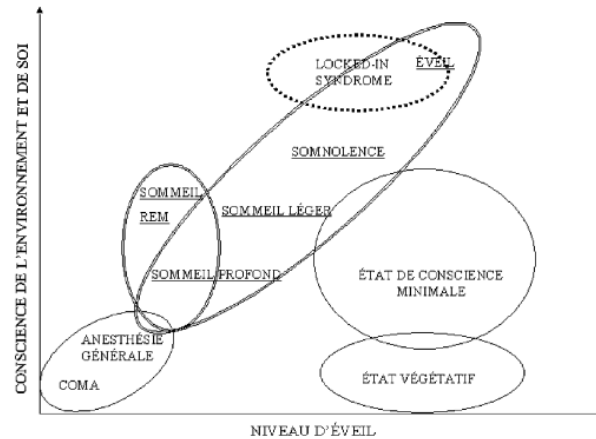 CONSCIENCE DE L'ENVIRONNEMENT ET DE SOI
LOCKED-IN
SYNDROME
ÉVEIL
SOMNOLENCE
SOMMEIL
REM
SOMMEIL LÉGER
SOMMEIL PROFOND
ÉTAT DE CONSCIENCE
MINIMALE
ANESTHÉSIE
GÉNÉRALE
COMA
ÉTAT VÉGÉTATIF
NIVEAU D'ÉVEIL